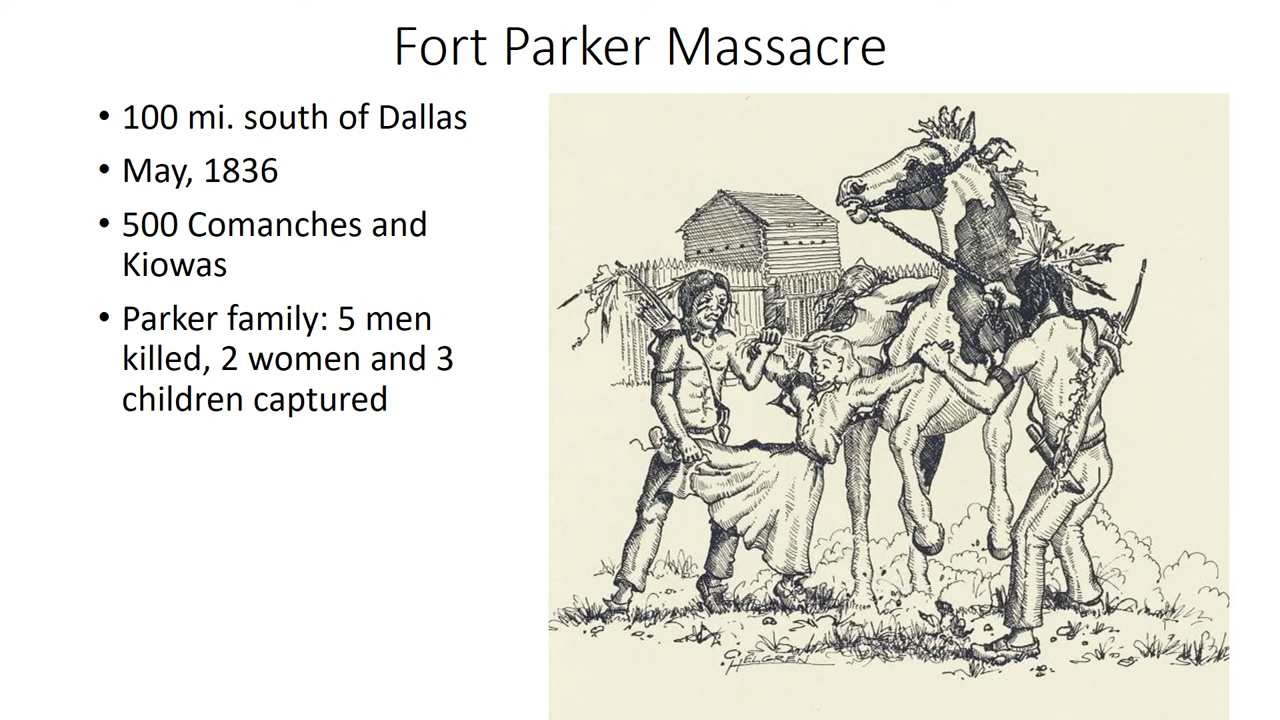 Fort Parker Massacre
• 100 mi. south of Dallas
• May, 1836
• 500 Comanches and
Kiowas
• Parker family: 5 men
killed, 2 women and 3
children captured
G. HELGREN